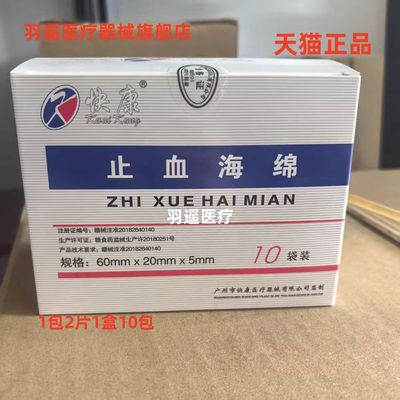 羽遥医疗器械旗舰店
天猫正品
快康®
Kuai Kang
止血海绵
ZHI XUE HAI MIAN
羽遥医疗
注册证编号：赣械注准20182640140
生产许可证：赣食药监械生产许20180251号
产品技术要求：赣械注准20182640140
规格：60mm x 20mm x 5mm
10袋装
广州市快康医疗器械有限公司监制
1包2片1盒10包